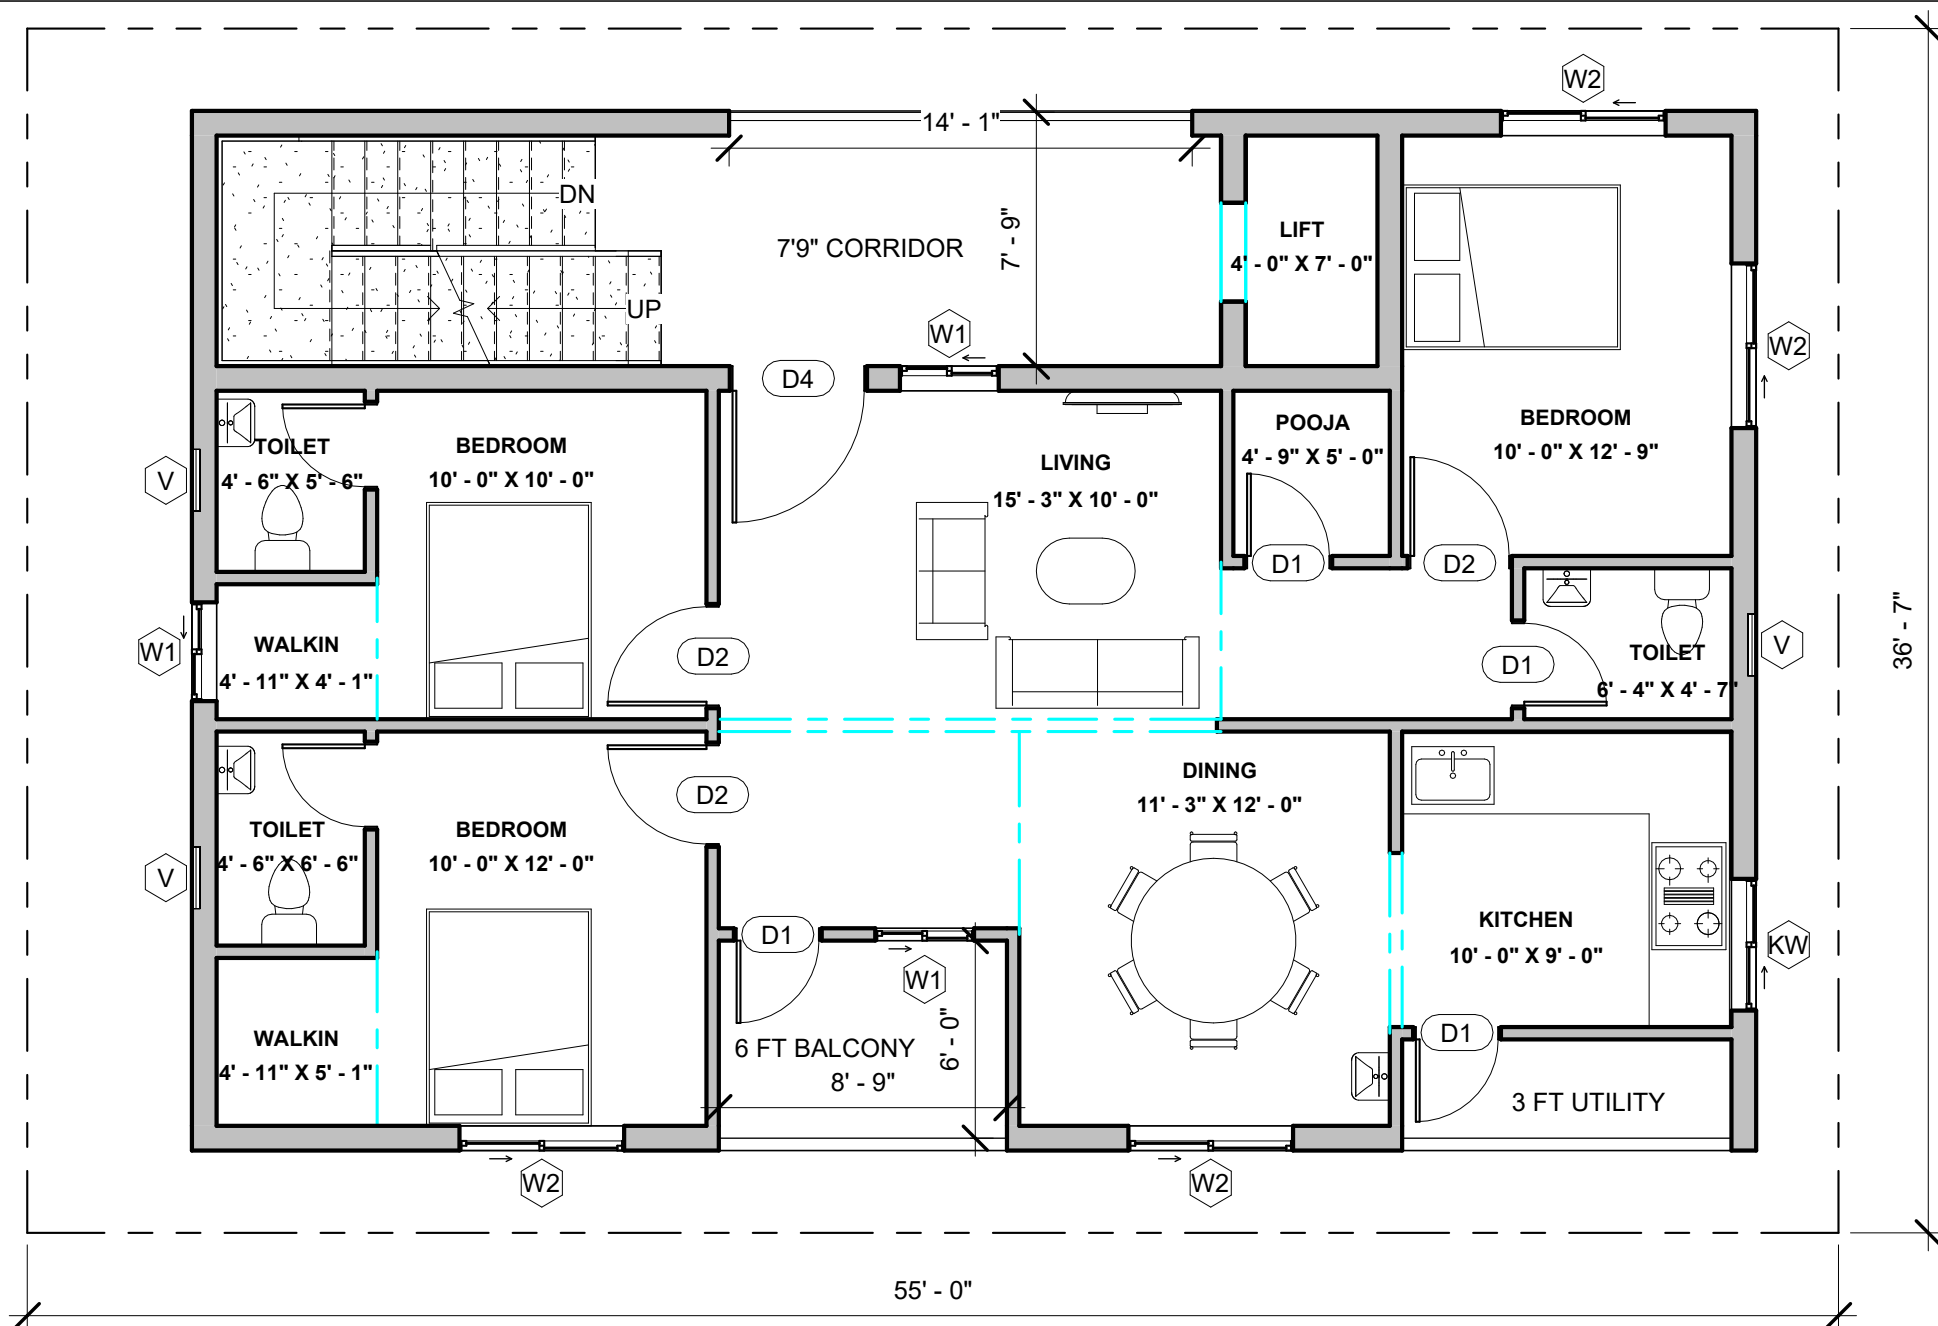 W2
14' - 1"
DN
7' - 9"
7'9" CORRIDOR
LIFT
4' - 0" X 7' - 0"
UP
W1
W2
D4
TOILET
4' - 6" X 5' - 6"
BEDROOM
10' - 0" X 10' - 0"
LIVING
15' - 3" X 10' - 0"
POOJA
4' - 9" X 5' - 0"
BEDROOM
10' - 0" X 12' - 9"
V
D1
D2
W1
WALKIN
4' - 11" X 4' - 1"
D2
D1
TOILET
6' - 4" X 4' - 7"
V
36' - 7"
D2
DINING
11' - 3" X 12' - 0"
TOILET
4' - 6" X 6' - 6"
BEDROOM
10' - 0" X 12' - 0"
V
D1
W1
KITCHEN
10' - 0" X 9' - 0"
KW
WALKIN
4' - 11" X 5' - 1"
6 FT BALCONY
8' - 9"
6' - 0"
D1
3 FT UTILITY
W2
W2
55' - 0"